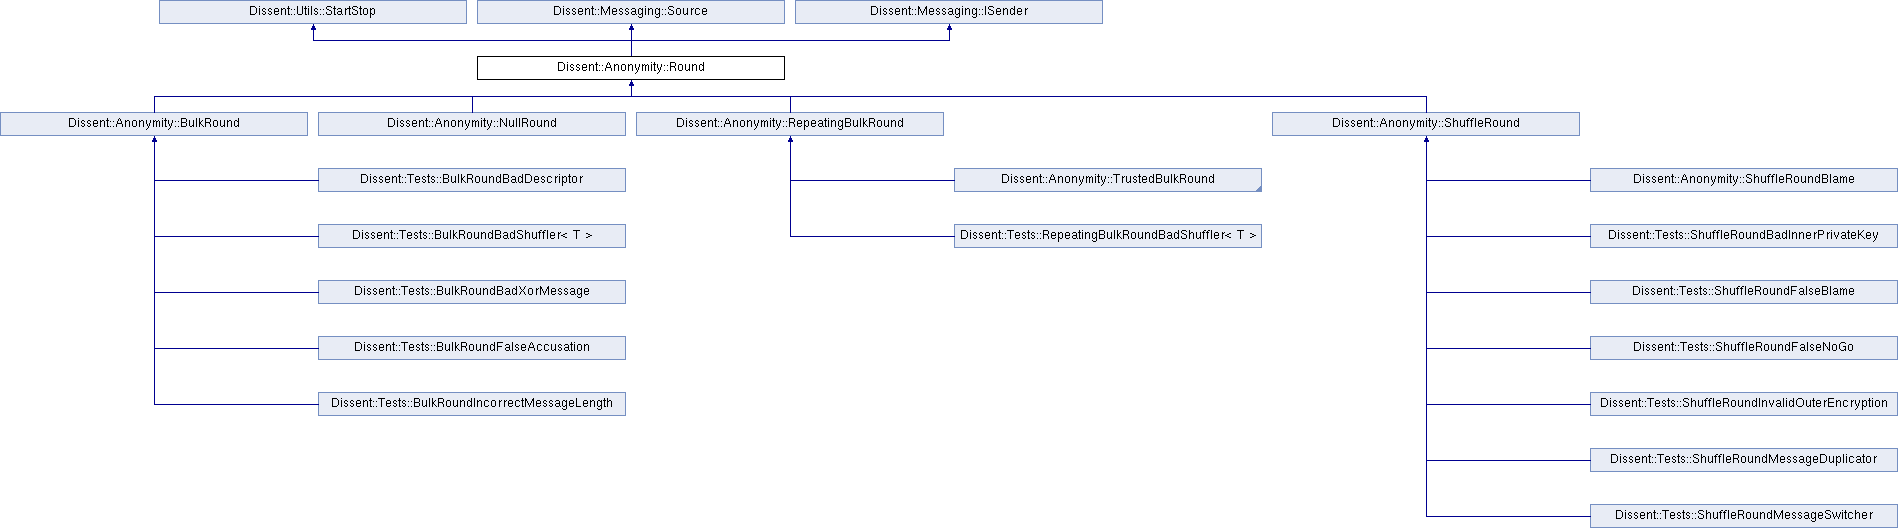 Dissent::Utils::StartStop
Dissent::Messaging::Source
Dissent::Messaging::ISender
Dissent::Anonymity::Round
Dissent::Anonymity::BulkRound
Dissent::Anonymity::NullRound
Dissent::Anonymity::RepeatingBulkRound
Dissent::Anonymity::ShuffleRound
Dissent::Tests::BulkRoundBadDescriptor
Dissent::Anonymity::TrustedBulkRound
Dissent::Anonymity::ShuffleRoundBlame
Dissent::Tests::BulkRoundBadShuffler< T >
Dissent::Tests::RepeatingBulkRoundBadShuffler< T >
Dissent::Tests::ShuffleRoundBadInnerPrivateKey
Dissent::Tests::BulkRoundBadXorMessage
Dissent::Tests::ShuffleRoundFalseBlame
Dissent::Tests::BulkRoundFalseAccusation
Dissent::Tests::ShuffleRoundFalseNoGo
Dissent::Tests::BulkRoundIncorrectMessageLength
Dissent::Tests::ShuffleRoundInvalidOuterEncryption
Dissent::Tests::ShuffleRoundMessageDuplicator
Dissent::Tests::ShuffleRoundMessageSwitcher